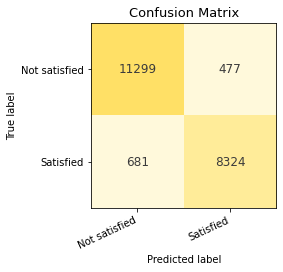 Confusion Matrix
True label
Not satisfied
11299
477
Satisfied
681
8324
Not satisfied
Satisfied
Predicted label